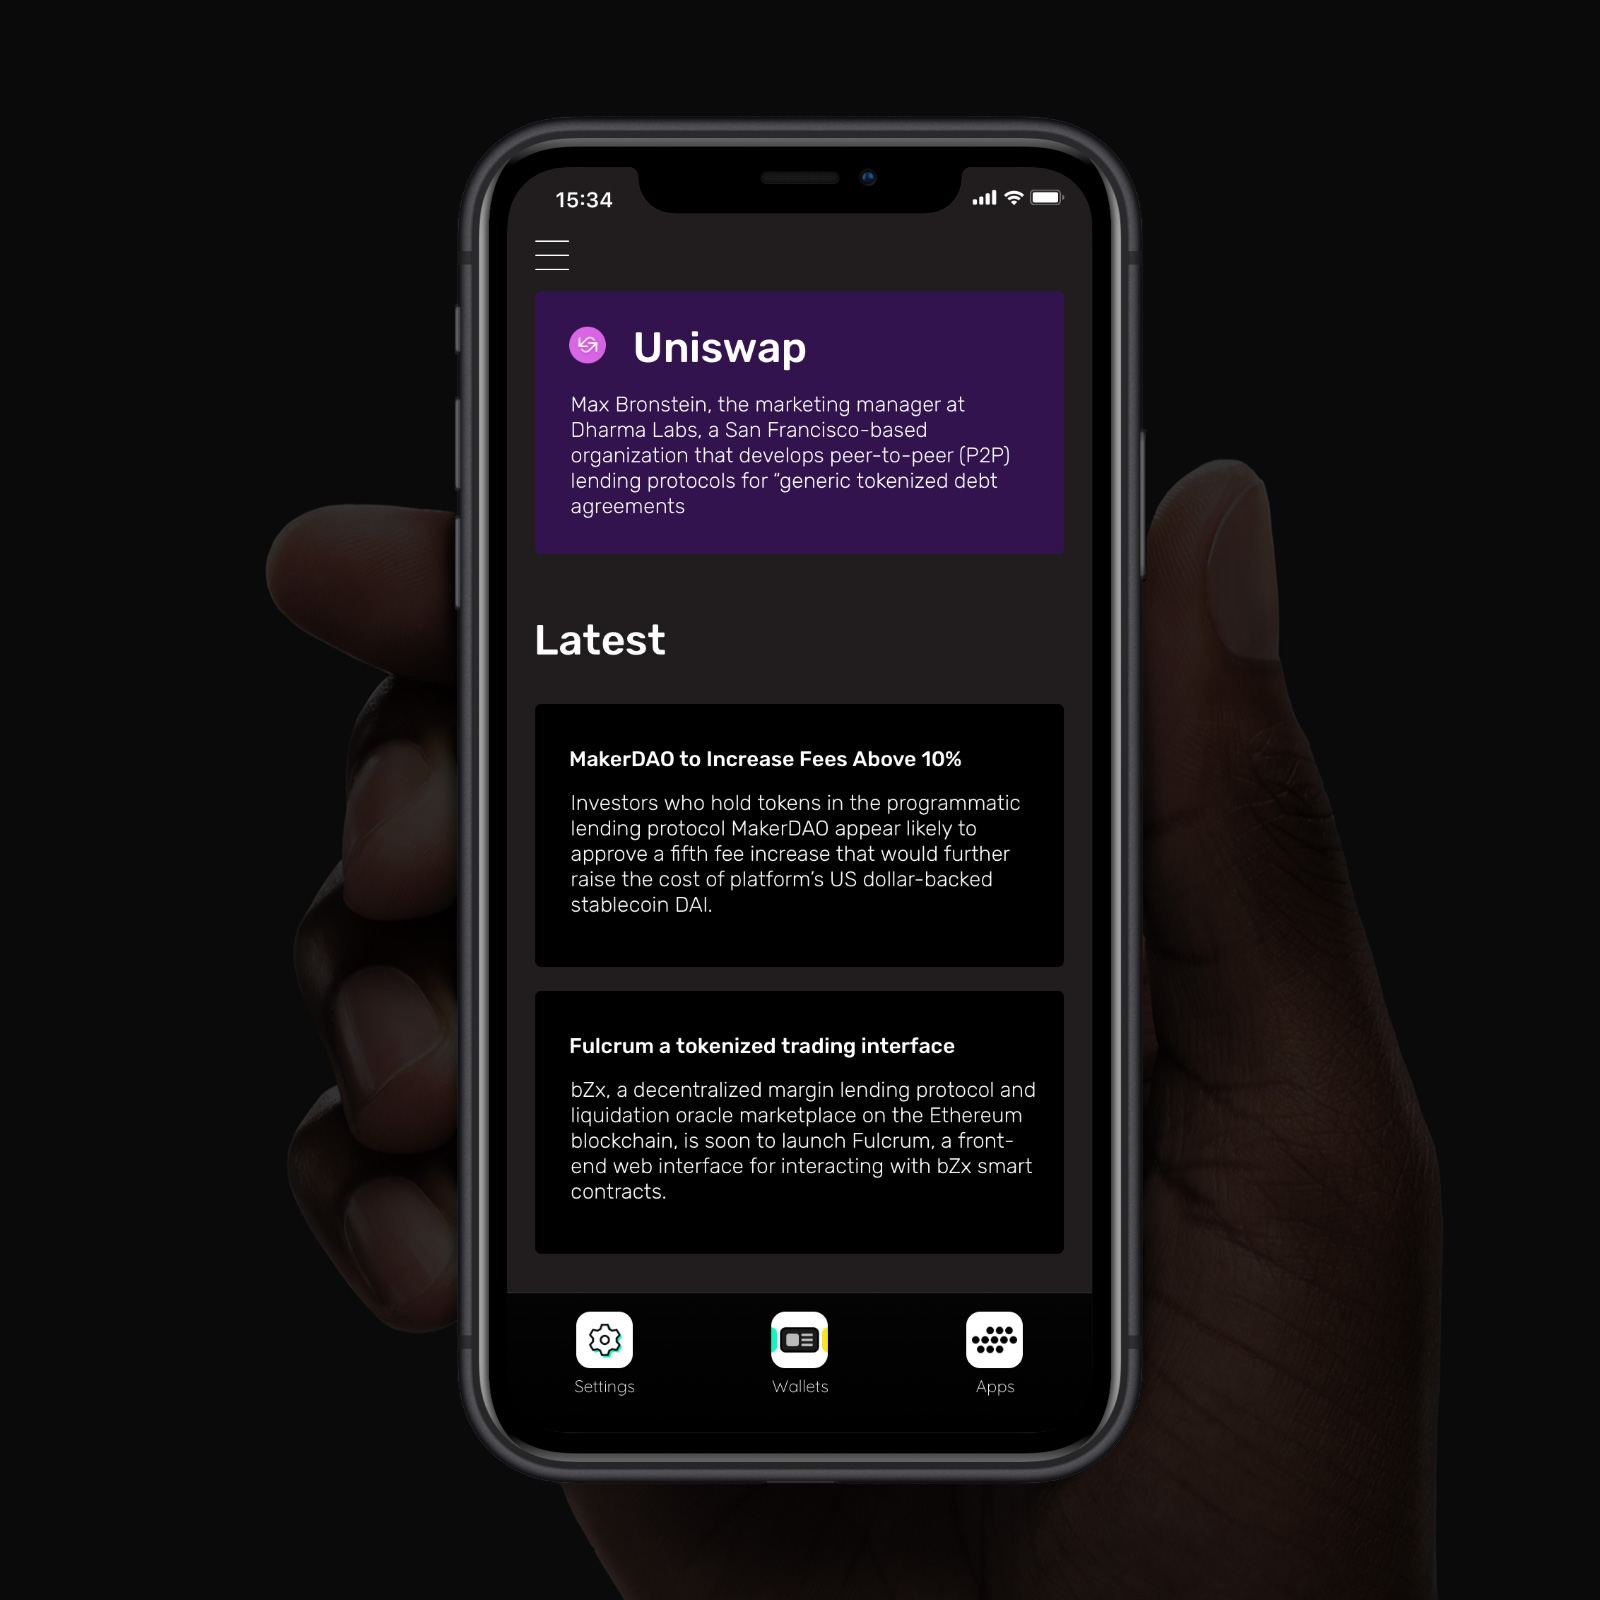 15:34
Uniswap
Max Bronstein, the marketing manager at
Dharma Labs, a San Francisco-based
organization that develops peer-to-peer (P2P)
lending protocols for “generic tokenized debt
agreements
Latest
MakerDAO to Increase Fees Above 10%
Investors who hold tokens in the programmatic
lending protocol MakerDAO appear likely to
approve a fifth fee increase that would further
raise the cost of platform’s US dollar-backed
stablecoin DAI.
Fulcrum a tokenized trading interface
bZx, a decentralized margin lending protocol and
liquidation oracle marketplace on the Ethereum
blockchain, is soon to launch Fulcrum, a front-
end web interface for interacting with bZx smart
contracts.
Settings Wallets Apps